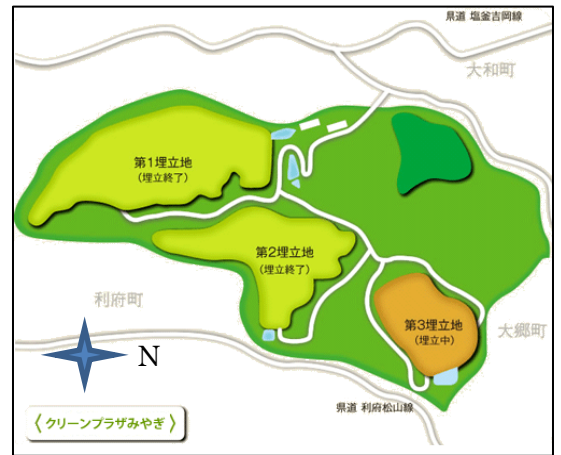 県道 塩釜吉岡線
大和町
第1埋立地
(埋立終了)
第2埋立地
(埋立終了)
利府町
第3埋立地
(埋立中)
大郷町
N
県道 利府松山線
〈クリーンプラザみやぎ〉